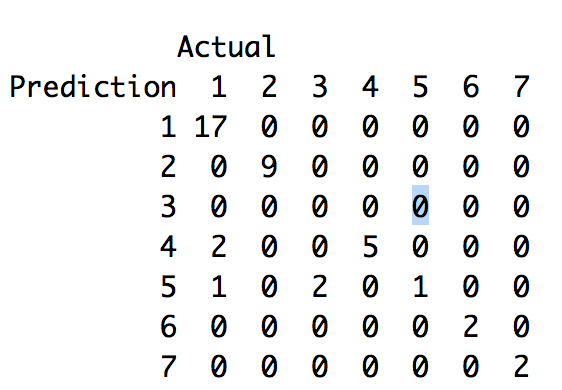 Actual
Prediction 1 2 3 4 5 6 7
1 17 0 0 0 0 0 0
2 0 9 0 0 0 0 0
3 0 0 0 0 0 0 0
4 2 0 0 5 0 0 0
5 1 0 2 0 1 0 0
6 0 0 0 0 0 2 0
7 0 0 0 0 0 0 2